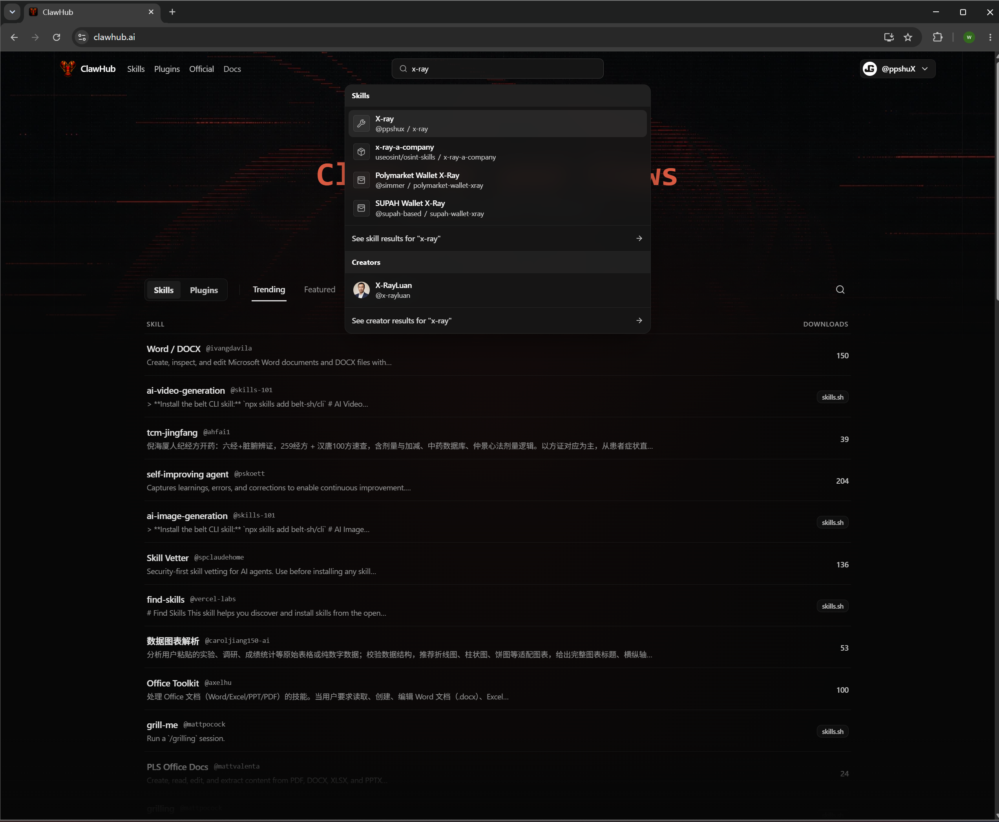 ClawHub
clawhub.ai
W
ClawHub Skills Plugins Official Docs
x-ray
@ppshuX
Skills
X-ray
@ppshux / x-ray
x-ray-a-company
useosint/osint-skills / x-ray-a-company
Polymarket Wallet X-Ray
@simmer / polymarket-wallet-xray
SUPAH Wallet X-Ray
@supah-based / supah-wallet-xray
See skill results for "x-ray"
Creators
X-RayLuan
@x-rayluan
See creator results for "x-ray"
Skills Plugins Trending Featured
SKILL DOWNLOADS
Word / DOCX @ivangdavila
Create, inspect, and edit Microsoft Word documents and DOCX files with...
150
ai-video-generation @skills-101
> **Install the belt CLI skill:** `npx skills add belt-sh/cli` # AI Video...
skills.sh
tcm-jingfang @ahfai1
倪海厦人纪经方开药：六经+脏腑辨证，259经方 + 汉唐100方速查，含剂量与加减、中药数据库、仲景心法剂量逻辑。以方证对应为主，从患者症状直...
39
self-improving agent @pskoett
Captures learnings, errors, and corrections to enable continuous improvement....
204
ai-image-generation @skills-101
> **Install the belt CLI skill:** `npx skills add belt-sh/cli` # AI Image...
skills.sh
Skill Vetter @spclaudehome
Security-first skill vetting for AI agents. Use before installing any skill...
136
find-skills @vercel-labs
# Find Skills This skill helps you discover and install skills from the open...
skills.sh
数据图表解析 @caroljiang150-ai
分析用户粘贴的实验、调研、成绩统计等原始表格或纯数字数据；校验数据结构，推荐折线图、柱状图、饼图等适配图表，给出完整图表标题、横纵轴...
53
Office Toolkit @axelhu
处理 Office 文档（Word/Excel/PPT/PDF）的技能。当用户要求读取、创建、编辑 Word 文档（.docx）、Excel...
100
grill-me @mattpocock
Run a `/grilling` session.
skills.sh
PLS Office Docs @mattvalenta
Create, read, edit, and extract content from PDF, DOCX, XLSX, and PPTX...
24
grilling @mattpocock